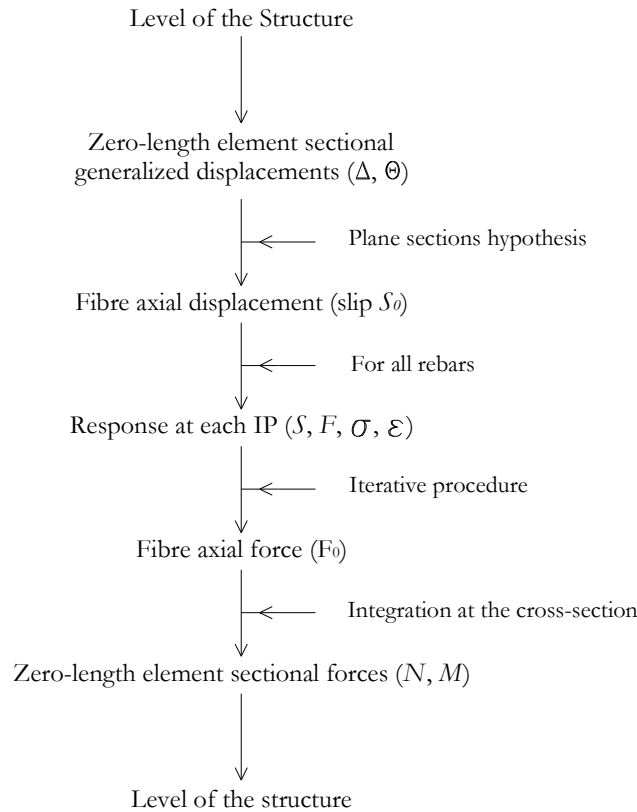 Level of the Structure
Zero-length element sectional
generalized displacements (Δ, Θ)
Plane sections hypothesis
Fibre axial displacement (slip S₀)
For all rebars
Response at each IP (S, F, σ, ε)
Iterative procedure
Fibre axial force (F₀)
Integration at the cross-section
Zero-length element sectional forces (N, M)
Level of the structure